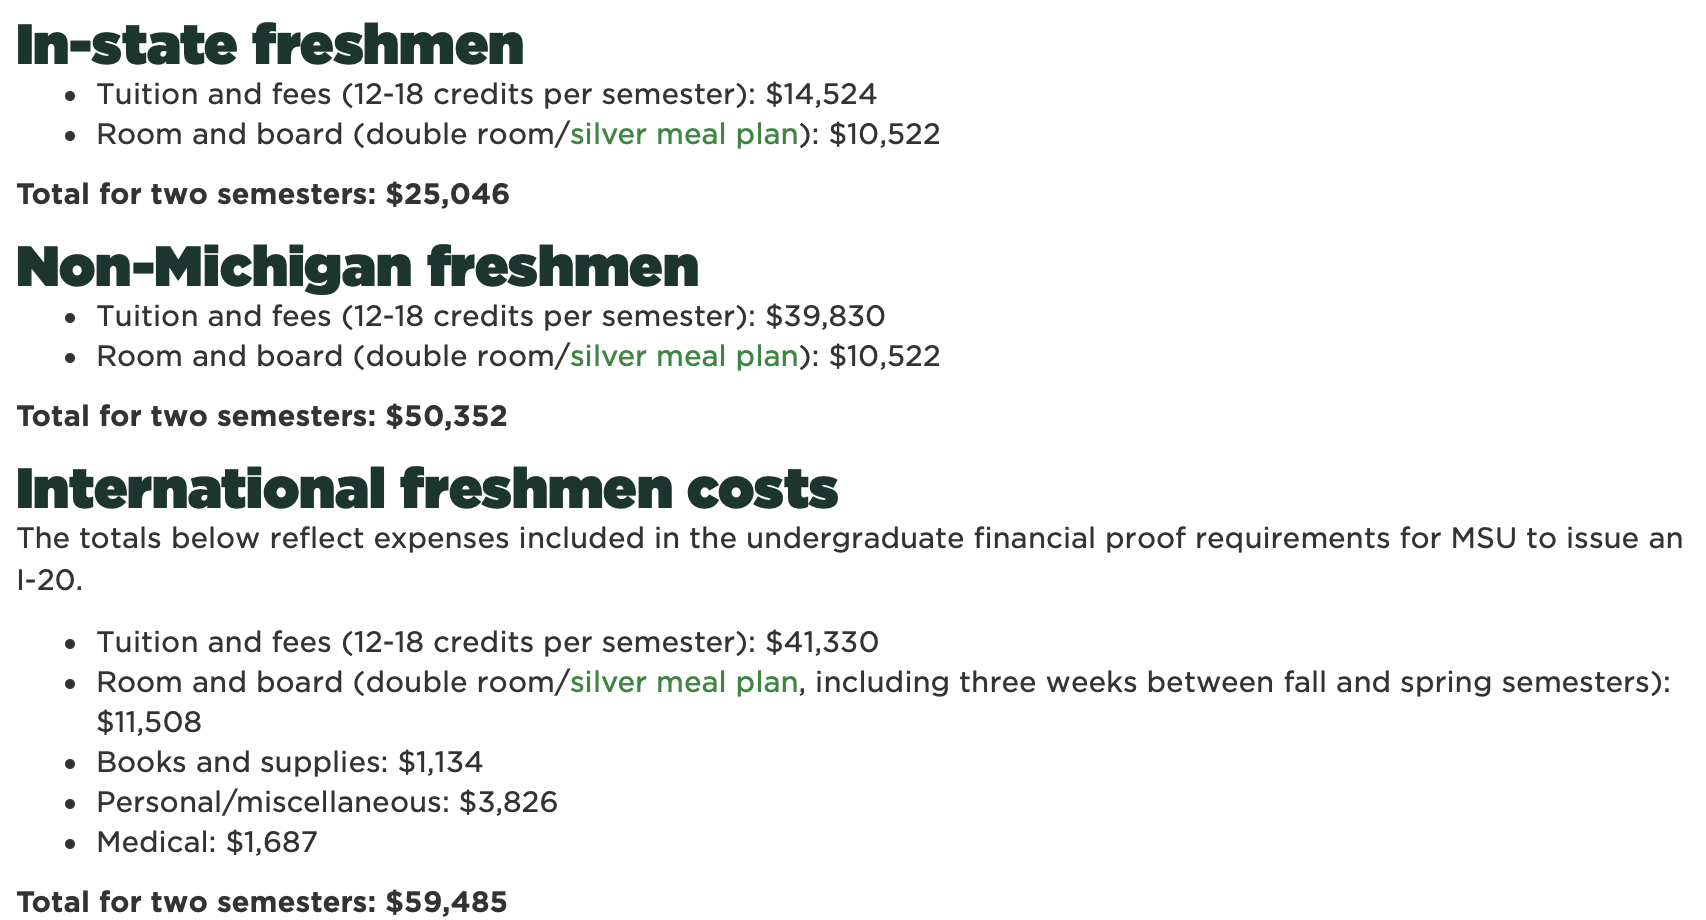 In-state freshmen
• Tuition and fees (12-18 credits per semester): $14,524
• Room and board (double room/silver meal plan): $10,522
Total for two semesters: $25,046
Non-Michigan freshmen
• Tuition and fees (12-18 credits per semester): $39,830
• Room and board (double room/silver meal plan): $10,522
Total for two semesters: $50,352
International freshmen costs
The totals below reflect expenses included in the undergraduate financial proof requirements for MSU to issue an
I-20.
• Tuition and fees (12-18 credits per semester): $41,330
• Room and board (double room/silver meal plan, including three weeks between fall and spring semesters):
$11,508
• Books and supplies: $1,134
• Personal/miscellaneous: $3,826
• Medical: $1,687
Total for two semesters: $59,485